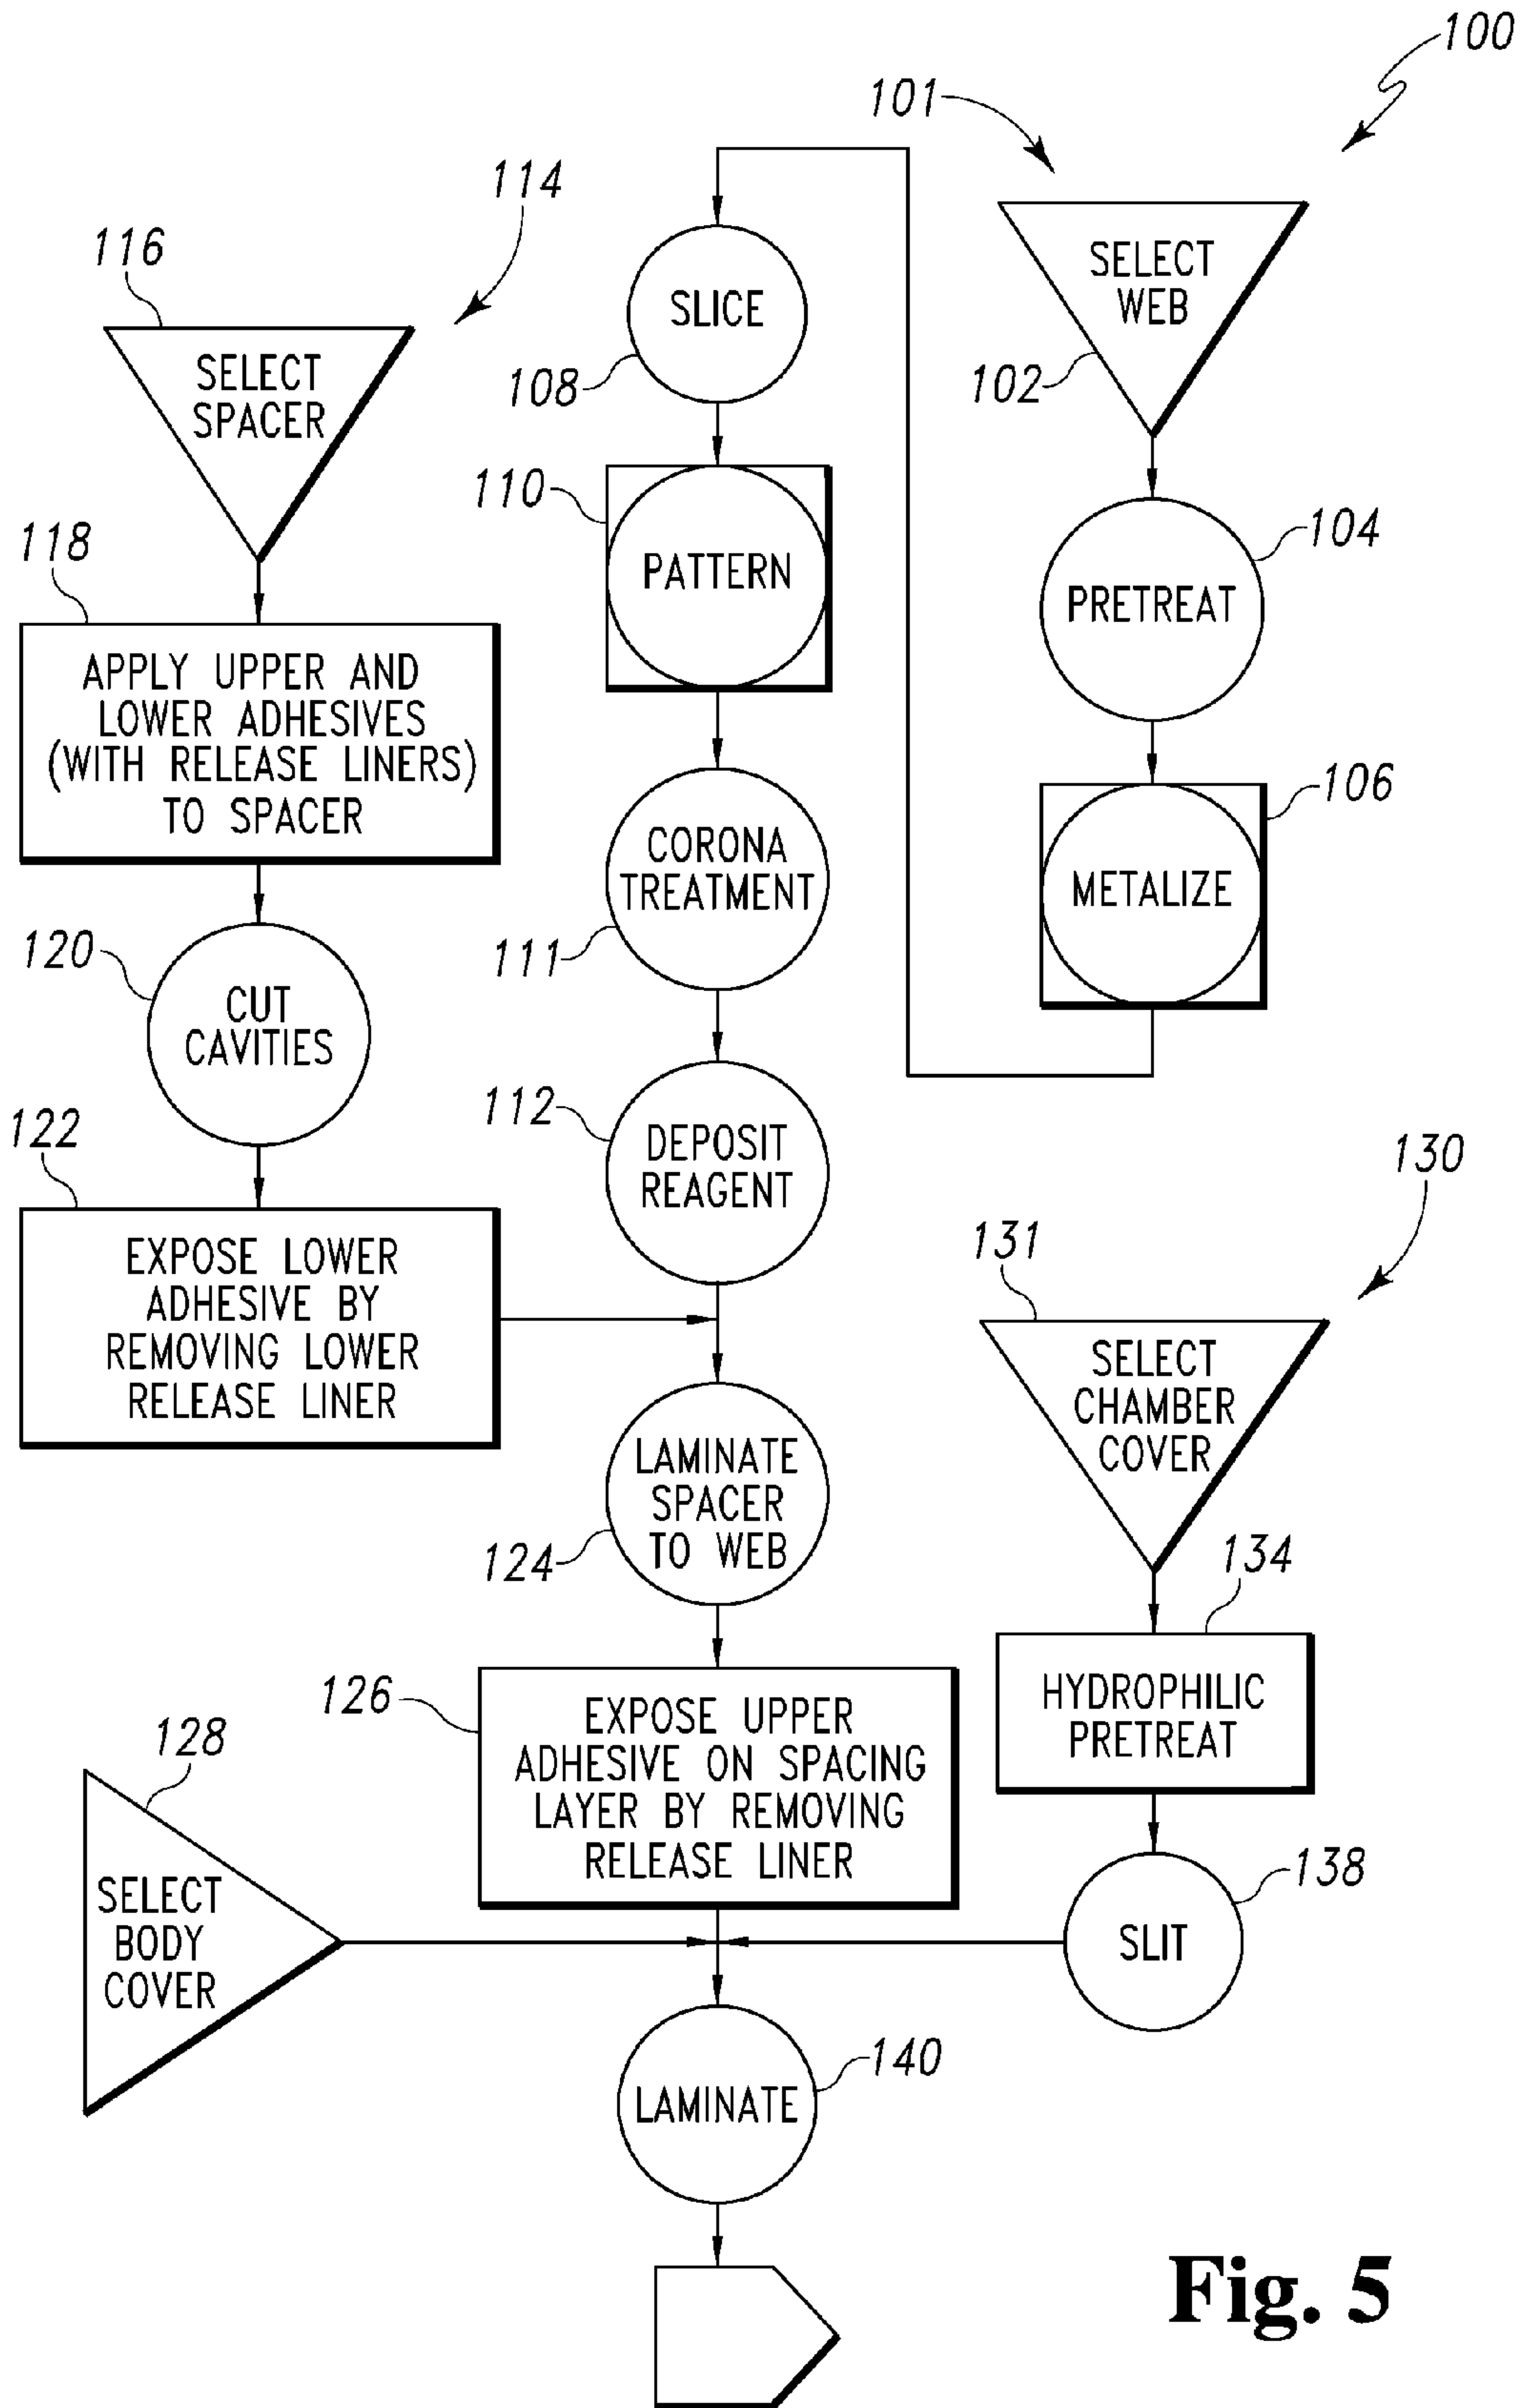 100
101
114
116
SELECT
SPACER
SLICE
108
SELECT
WEB
102
110
PATTERN
104
PRETREAT
118
APPLY UPPER AND
LOWER ADHESIVES
(WITH RELEASE LINERS)
TO SPACER
106
METALIZE
CORONA
TREATMENT
111
120
CUT
CAVITIES
112
DEPOSIT
REAGENT
122
EXPOSE LOWER
ADHESIVE BY
REMOVING LOWER
RELEASE LINER
130
131
SELECT
CHAMBER
COVER
LAMINATE
SPACER
TO WEB
124
134
HYDROPHILIC
PRETREAT
126
EXPOSE UPPER
ADHESIVE ON SPACING
LAYER BY REMOVING
RELEASE LINER
128
SELECT
BODY
COVER
138
SLIT
140
LAMINATE
Fig. 5